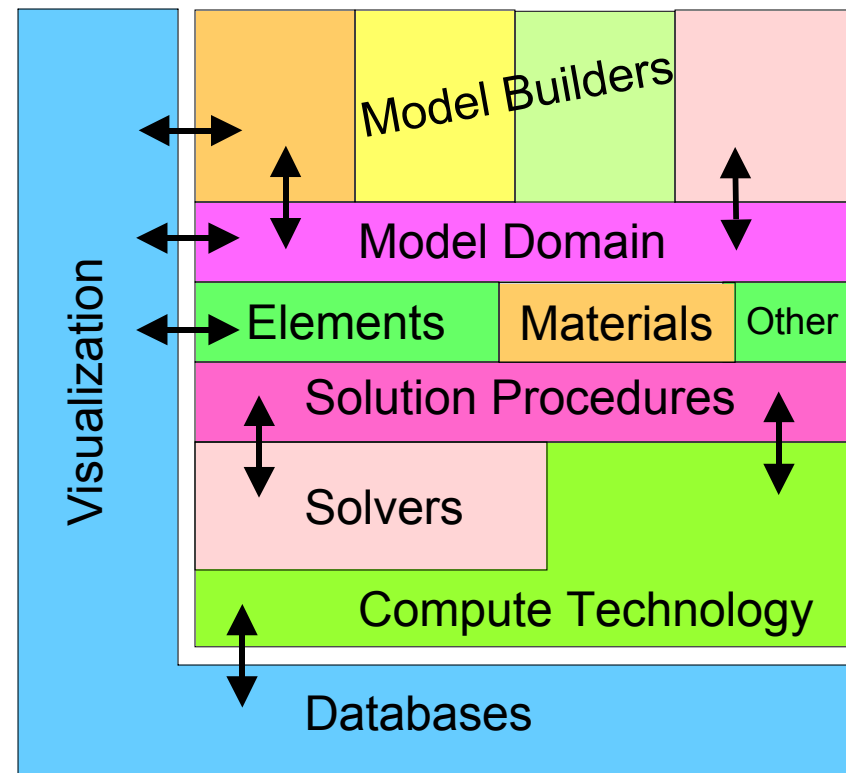 Model Builders
Model Domain
Elements Materials Other
Solution Procedures
Solvers
Compute Technology
Databases
Visualization